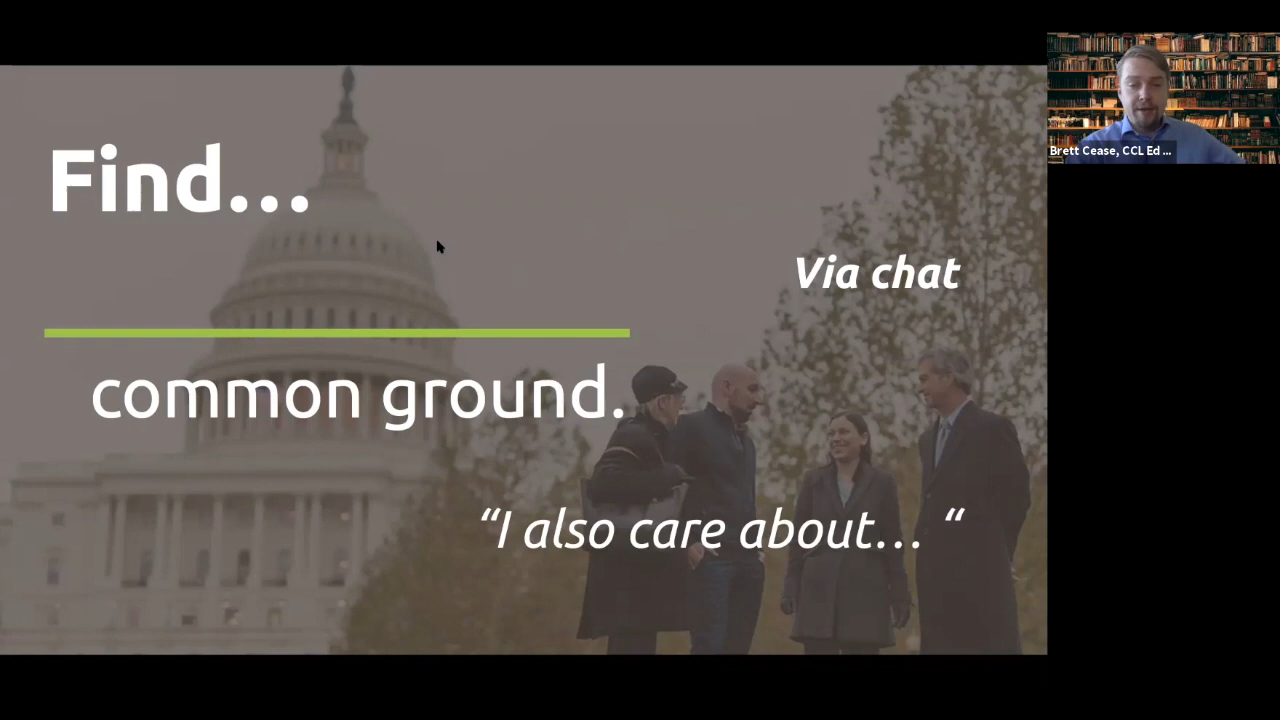 Find...
Via chat
common ground.
“I also care about... “
Brett Cease, CCL Ed ...